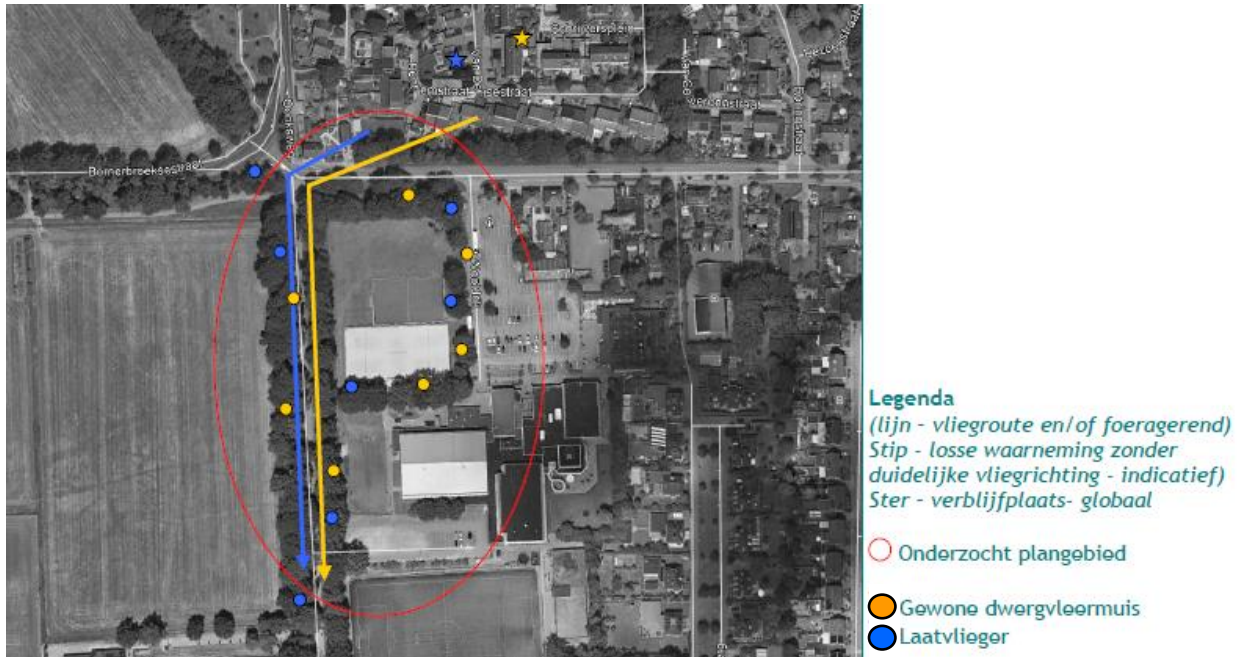 Schrijversplein
Bornerbroeksestraat
Legenda
(lijn - vliegroute en/of foeragerend)
Stip - losse waarneming zonder
duidelijke vliegrichting - indicatief)
Ster - verblijfplaats- globaal
Onderzocht plangebied
Gewone dwergvleermuis
Laatvlieger